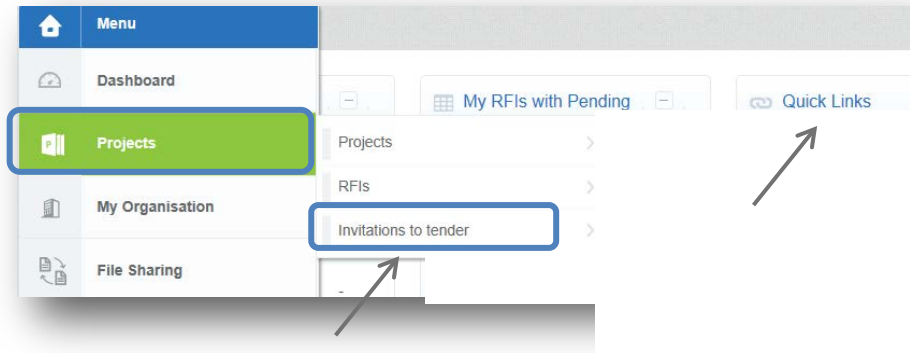 Menu
Dashboard
My RFIs with Pending
Quick Links
Projects
Projects
RFIs
My Organisation
Invitations to tender
File Sharing
-